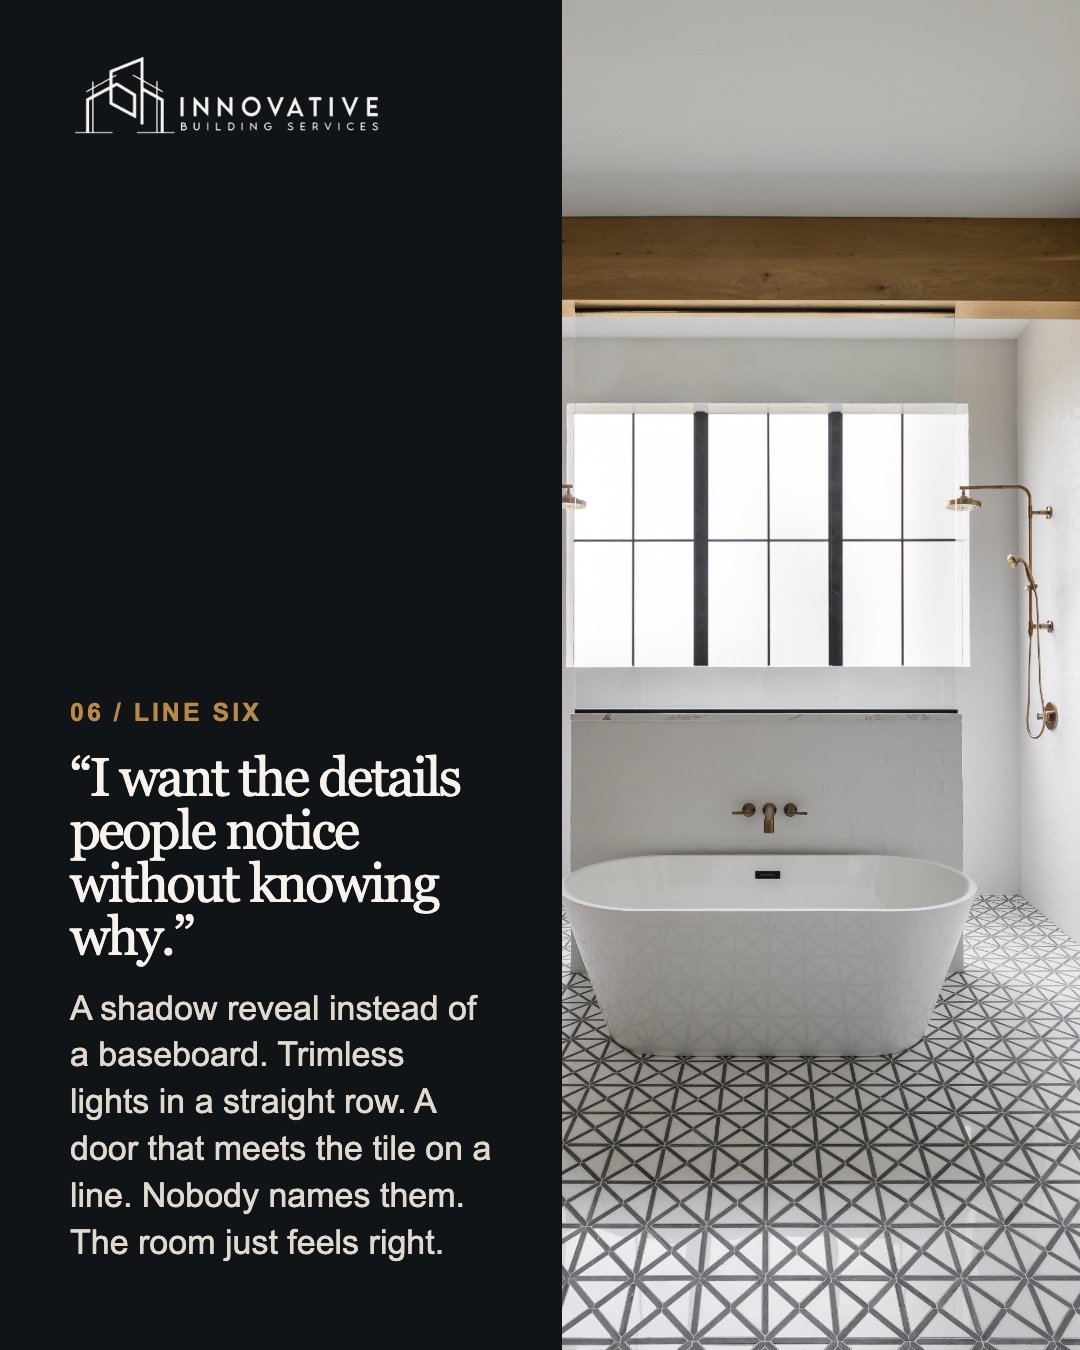 INNOVATIVE
BUILDING SERVICES
06 / LINE SIX
“I want the details
people notice
without knowing
why.”
A shadow reveal instead of
a baseboard. Trimless
lights in a straight row. A
door that meets the tile on a
line. Nobody names them.
The room just feels right.